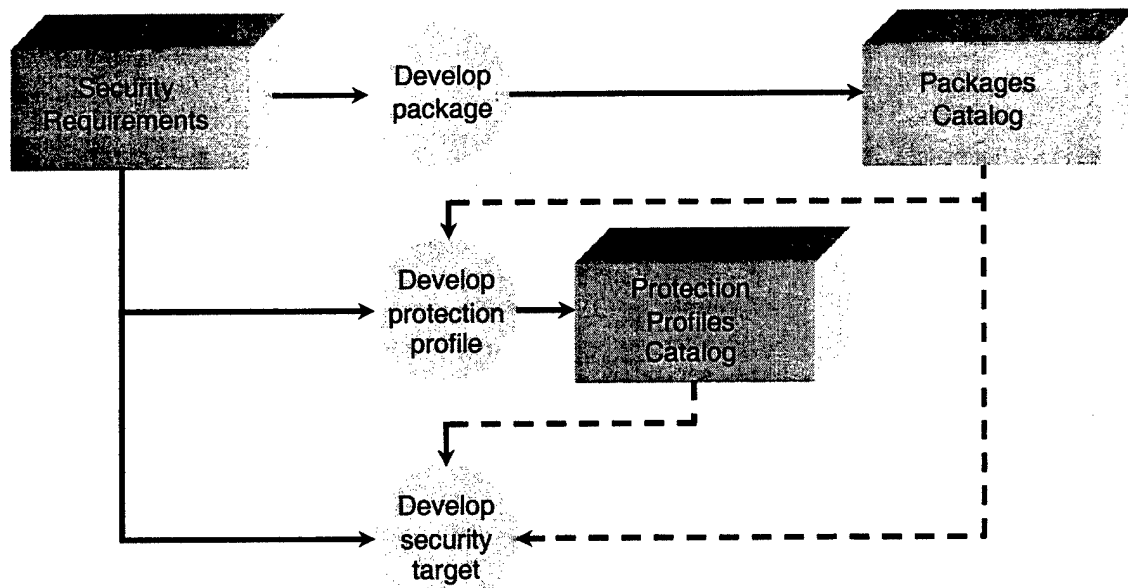 Security
Requirements
Develop
package
Packages
Catalog
Develop
protection
profile
Protection
Profiles
Catalog
Develop
security
target